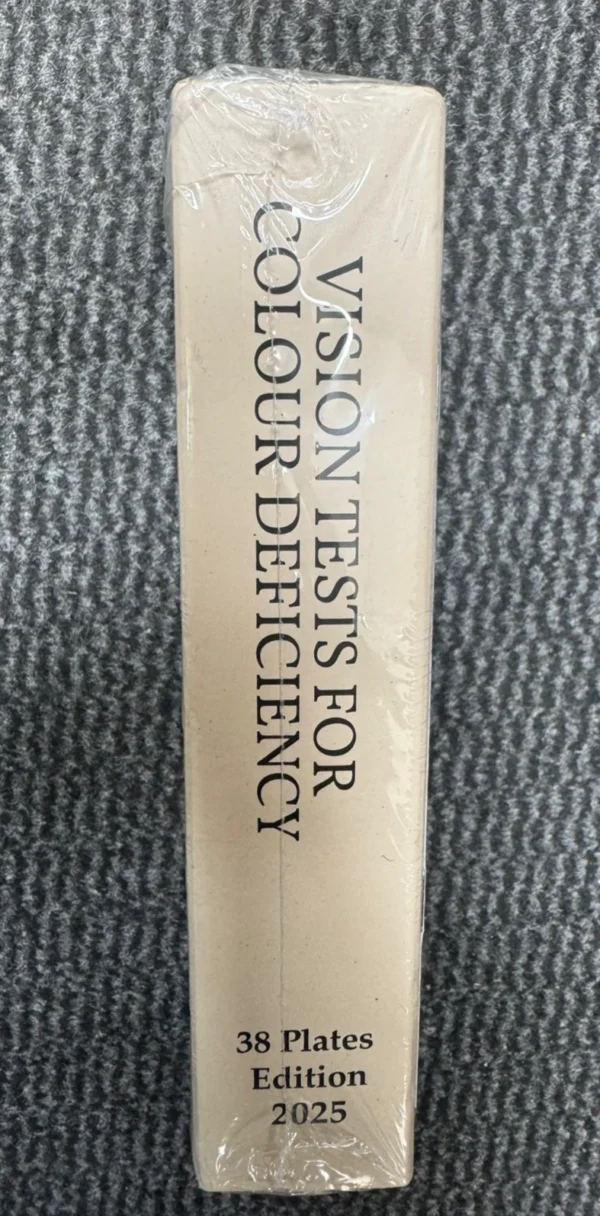 VISION TESTS FOR
COLOUR DEFICIENCY
38 Plates
Edition
2025